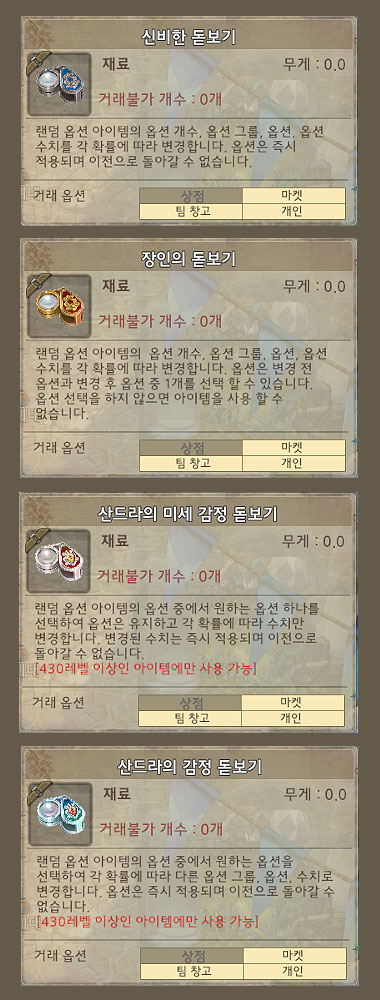 신비한 돋보기
재료 무게 : 0.0
거래불가 개수 : 0개
랜덤 옵션 아이템의 옵션 개수, 옵션 그룹, 옵션, 옵션
수치를 각 확률에 따라 변경합니다. 옵션은 즉시
적용되며 이전으로 돌아갈 수 없습니다.
거래 옵션 상점 마켓
팀 창고 개인
장인의 돋보기
재료 무게 : 0.0
거래불가 개수 : 0개
랜덤 옵션 아이템의 옵션 개수, 옵션 그룹, 옵션, 옵션
수치를 각 확률에 따라 변경합니다. 옵션은 변경 전
옵션과 변경 후 옵션 중 1개를 선택 할 수 있습니다.
옵션 선택을 하지 않으면 아이템을 사용 할 수
없습니다.
거래 옵션 상점 마켓
팀 창고 개인
산드라의 미세 감정 돋보기
재료 무게 : 0.0
거래불가 개수 : 0개
랜덤 옵션 아이템의 옵션 중에서 원하는 옵션 하나를
선택하여 옵션은 유지하고 각 확률에 따라 수치만
변경합니다. 변경된 수치는 즉시 적용되며 이전으로
돌아갈 수 없습니다.
[430레벨 이상인 아이템에만 사용 가능]
거래 옵션 상점 마켓
팀 창고 개인
산드라의 감정 돋보기
재료 무게 : 0.0
거래불가 개수 : 0개
랜덤 옵션 아이템의 옵션 중에서 원하는 옵션을
선택하여 각 확률에 따라 다른 옵션 그룹, 옵션, 수치로
변경합니다. 옵션은 즉시 적용되며 이전으로 돌아갈 수
없습니다.
[430레벨 이상인 아이템에만 사용 가능]
거래 옵션 상점 마켓
팀 창고 개인